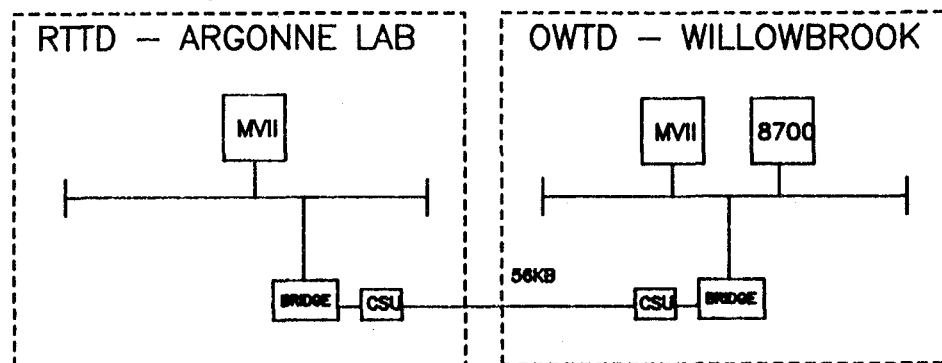 RTTD – ARGONNE LAB
OWTD – WILLOWBROOK
MVII
MVII
8700
56KB
BRIDGE
CSU
CSU
BRIDGE